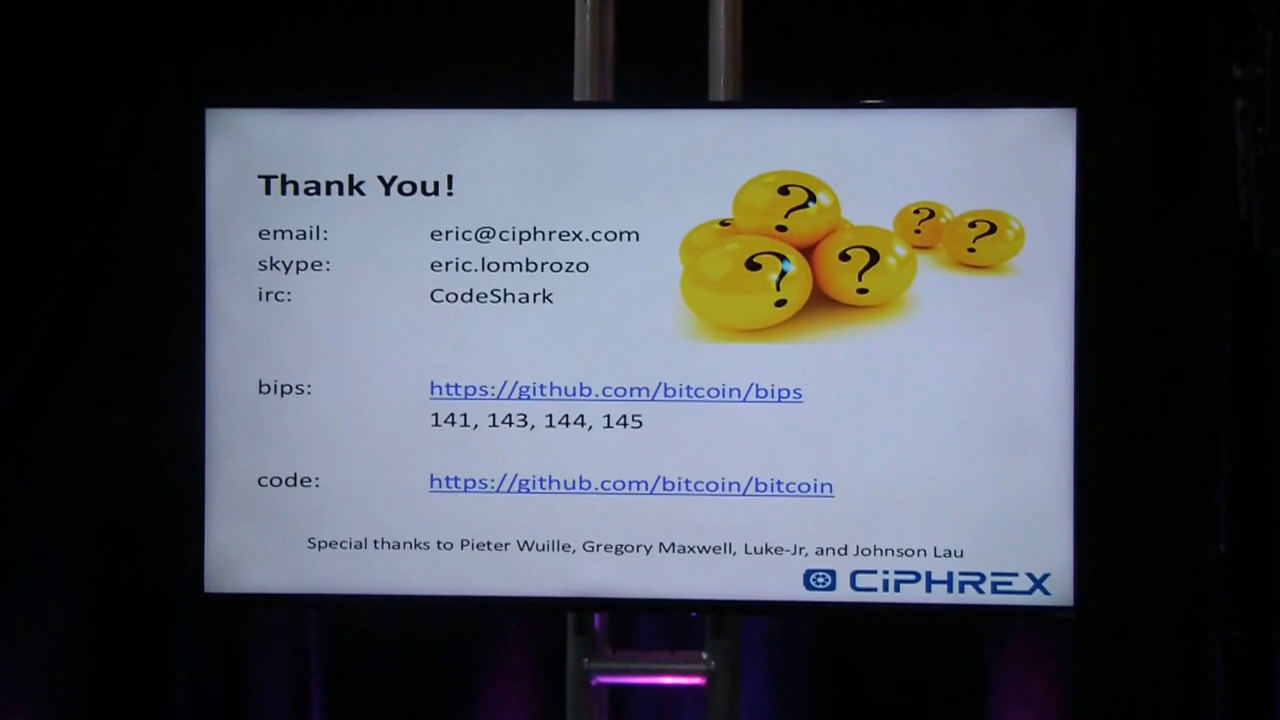 Thank You!
email: eric@ciphrex.com
skype: eric.lombrozo
irc: CodeShark
? ? ? ? ?
bips: https://github.com/bitcoin/bips
141, 143, 144, 145
code: https://github.com/bitcoin/bitcoin
Special thanks to Pieter Wuille, Gregory Maxwell, Luke-Jr, and Johnson Lau
CiPHREX